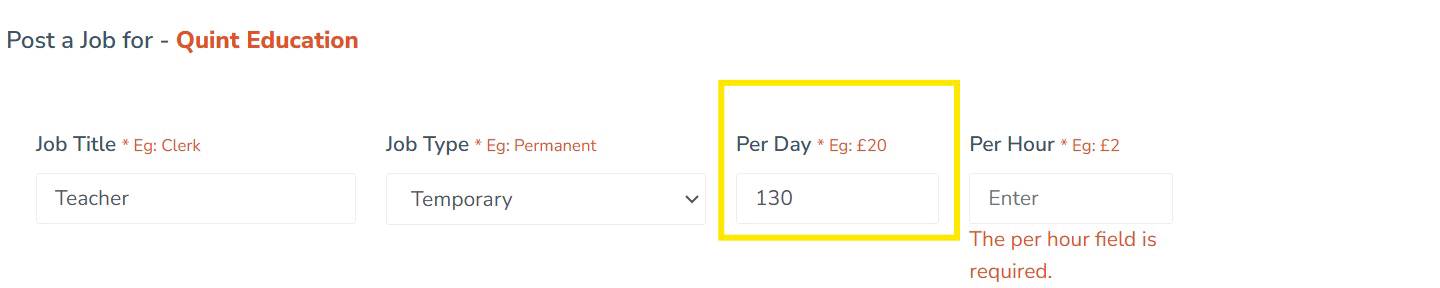 Post a Job for - Quint Education
Job Title * Eg: Clerk
Job Type * Eg: Permanent
Per Day * Eg: £20
Per Hour * Eg: £2
Teacher
Temporary
130
Enter
The per hour field is
required.